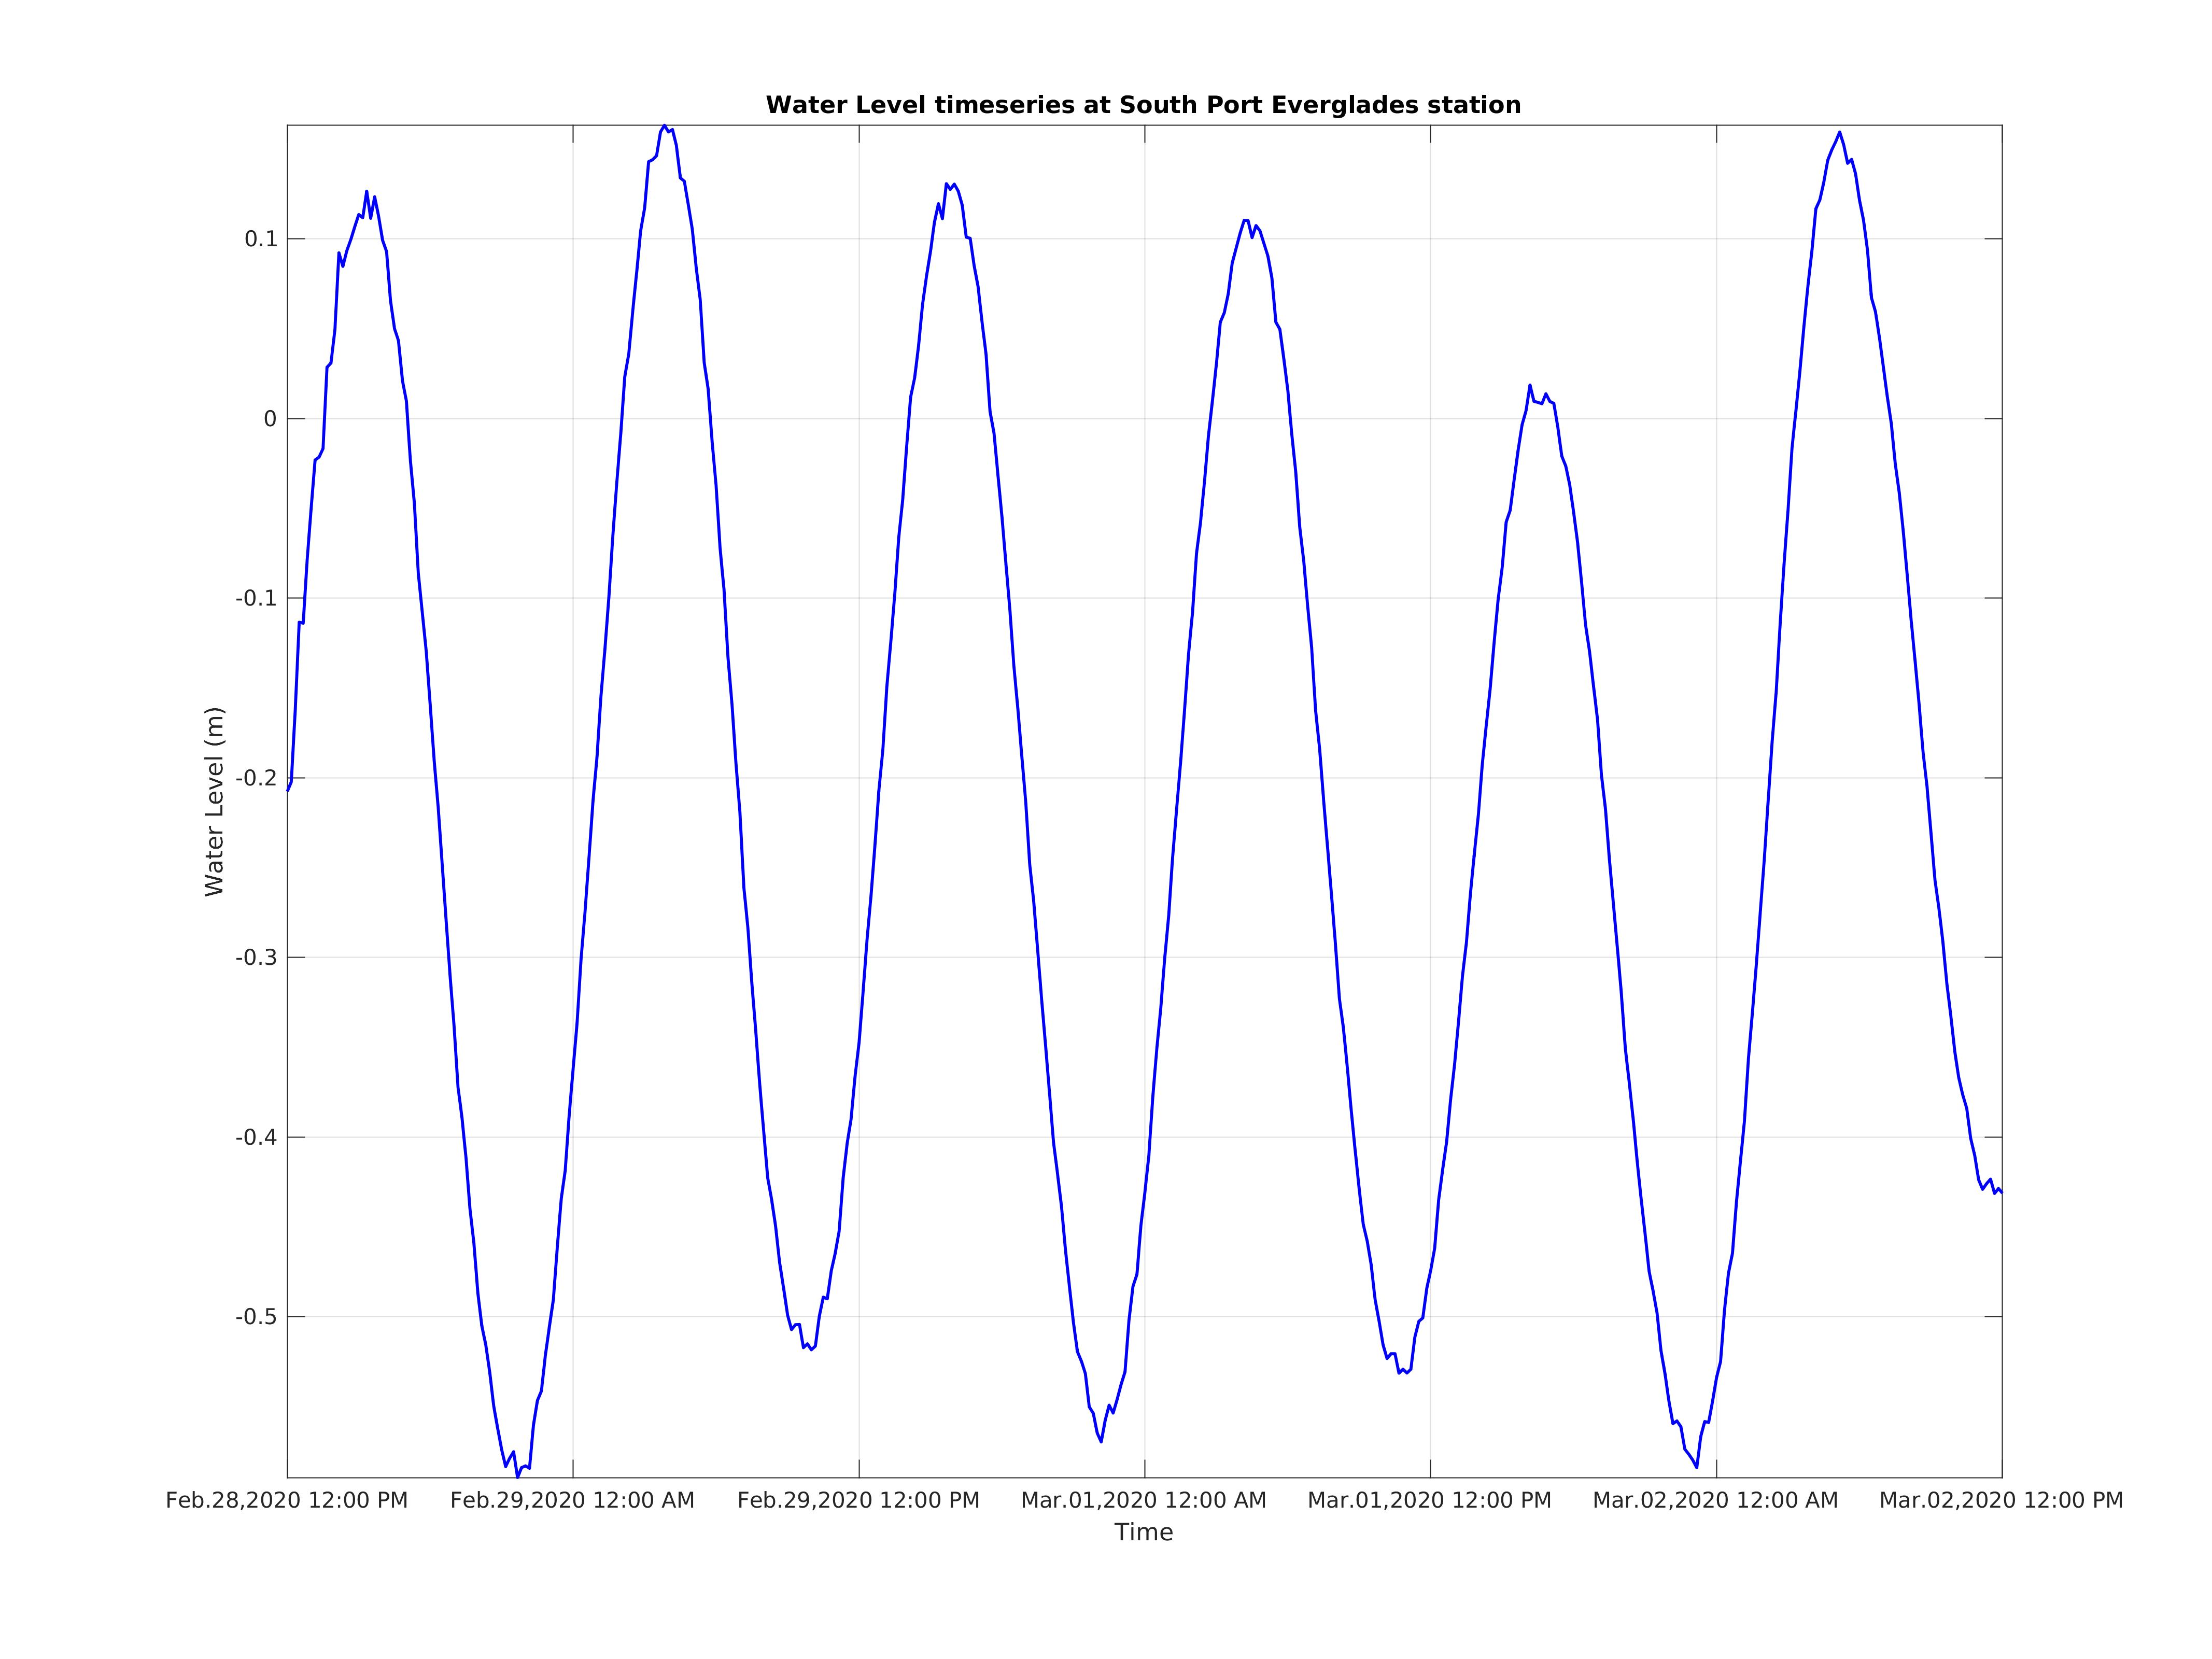 Water Level timeseries at South Port Everglades station
0.1
0
-0.1
-0.2
-0.3
-0.4
-0.5
Water Level (m)
Feb.28,2020 12:00 PM
Feb.29,2020 12:00 AM
Feb.29,2020 12:00 PM
Mar.01,2020 12:00 AM
Mar.01,2020 12:00 PM
Mar.02,2020 12:00 AM
Mar.02,2020 12:00 PM
Time